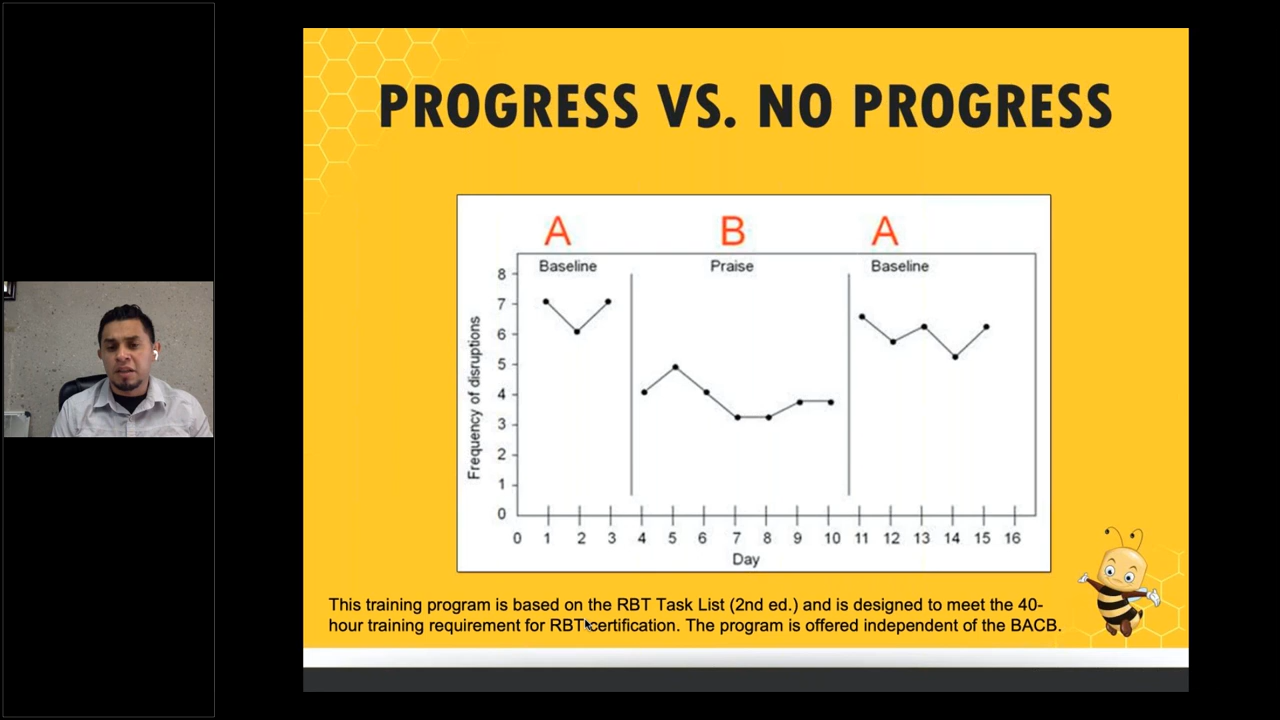 PROGRESS VS. NO PROGRESS
A B A
Baseline Praise Baseline
8
7
6
5
4
3
2
1
0
Frequency of disruptions
0 1 2 3 4 5 6 7 8 9 10 11 12 13 14 15 16
Day
This training program is based on the RBT Task List (2nd ed.) and is designed to meet the 40-
hour training requirement for RBT certification. The program is offered independent of the BACB.